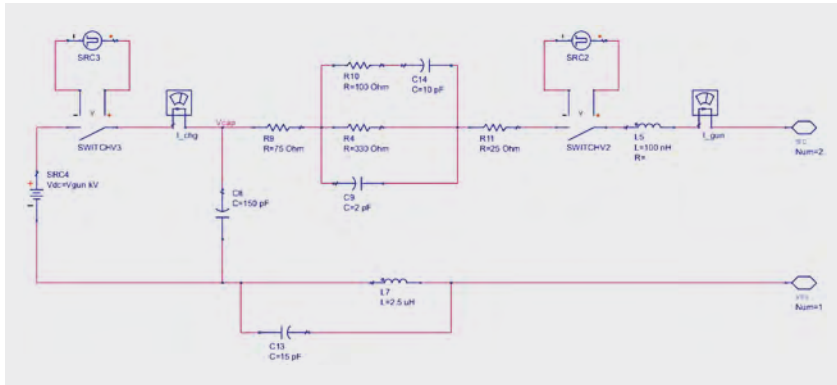 SRC3
SRC2
R10
R=100 Ohm
C14
C=10 pF
V
V
I_chg
Vcap
R9
R=75 Ohm
R4
R=330 Ohm
R11
R=25 Ohm
SWITCHV3
SWITCHV2
L5
L=100 nH
R=
I_gun
Num=2
SRC4
Vdc=Vgun kV
C9
C=2 pF
C=150 pF
L7
L=2.5 uH
Num=1
C13
C=15 pF